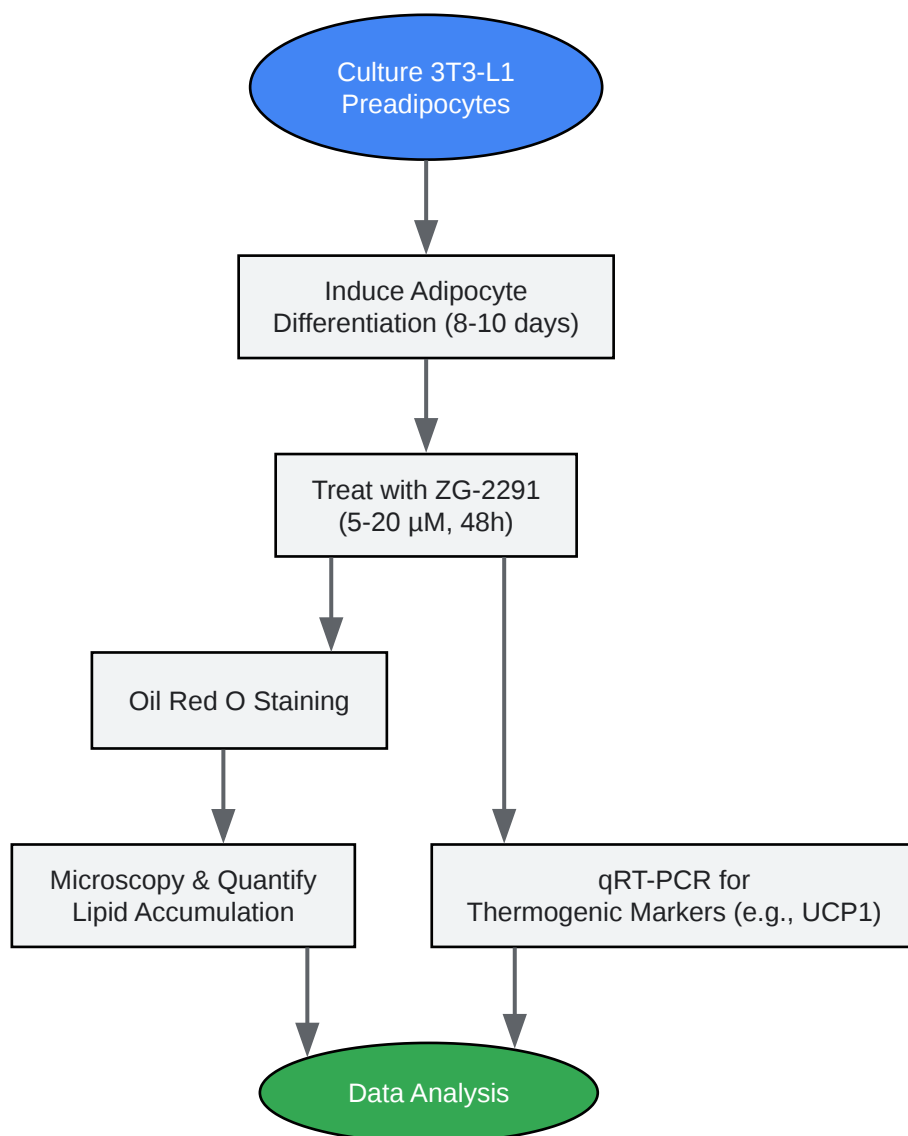 Culture 3T3-L1
Preadipocytes
Induce Adipocyte
Differentiation (8-10 days)
Treat with ZG-2291
(5-20 µM, 48h)
Oil Red O Staining
Microscopy & Quantify
Lipid Accumulation
qRT-PCR for
Thermogenic Markers (e.g., UCP1)
Data Analysis